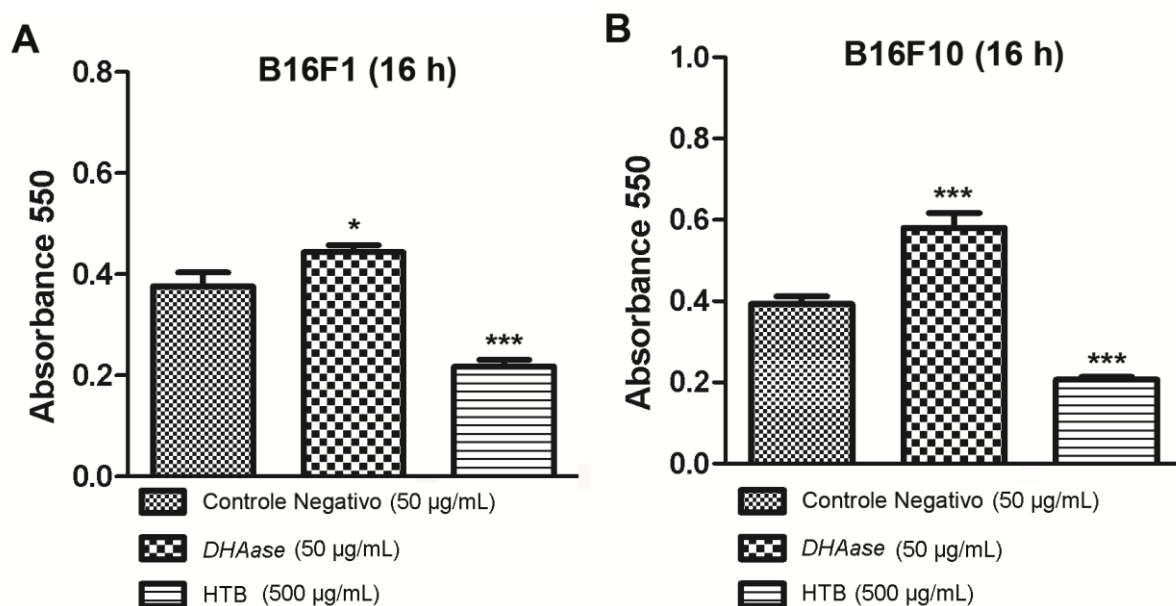 A
B16F1 (16 h)
Absorbance 550
0.8
0.6
0.4
0.2
0.0
*
***
Controle Negativo (50 µg/mL)
DHAase (50 µg/mL)
HTB (500 µg/mL)
B
B16F10 (16 h)
Absorbance 550
1.0
0.8
0.6
0.4
0.2
0.0
***
***
Controle Negativo (50 µg/mL)
DHAase (50 µg/mL)
HTB (500 µg/mL)